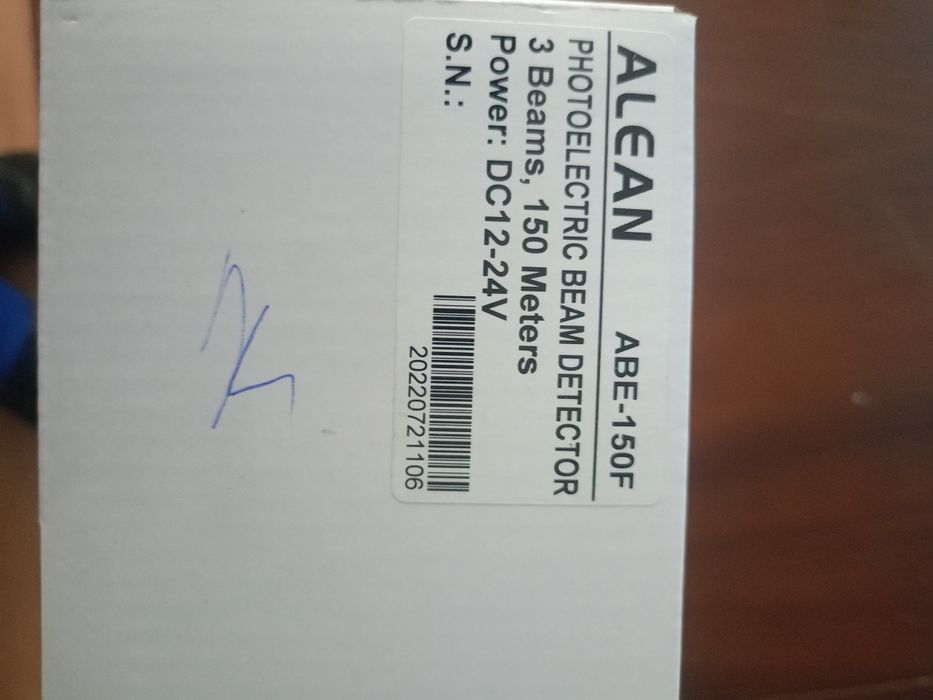 ALEAN ABE-150F
PHOTOELECTRIC BEAM DETECTOR
3 Beams, 150 Meters
Power: DC12-24V
S.N.:
20220721106